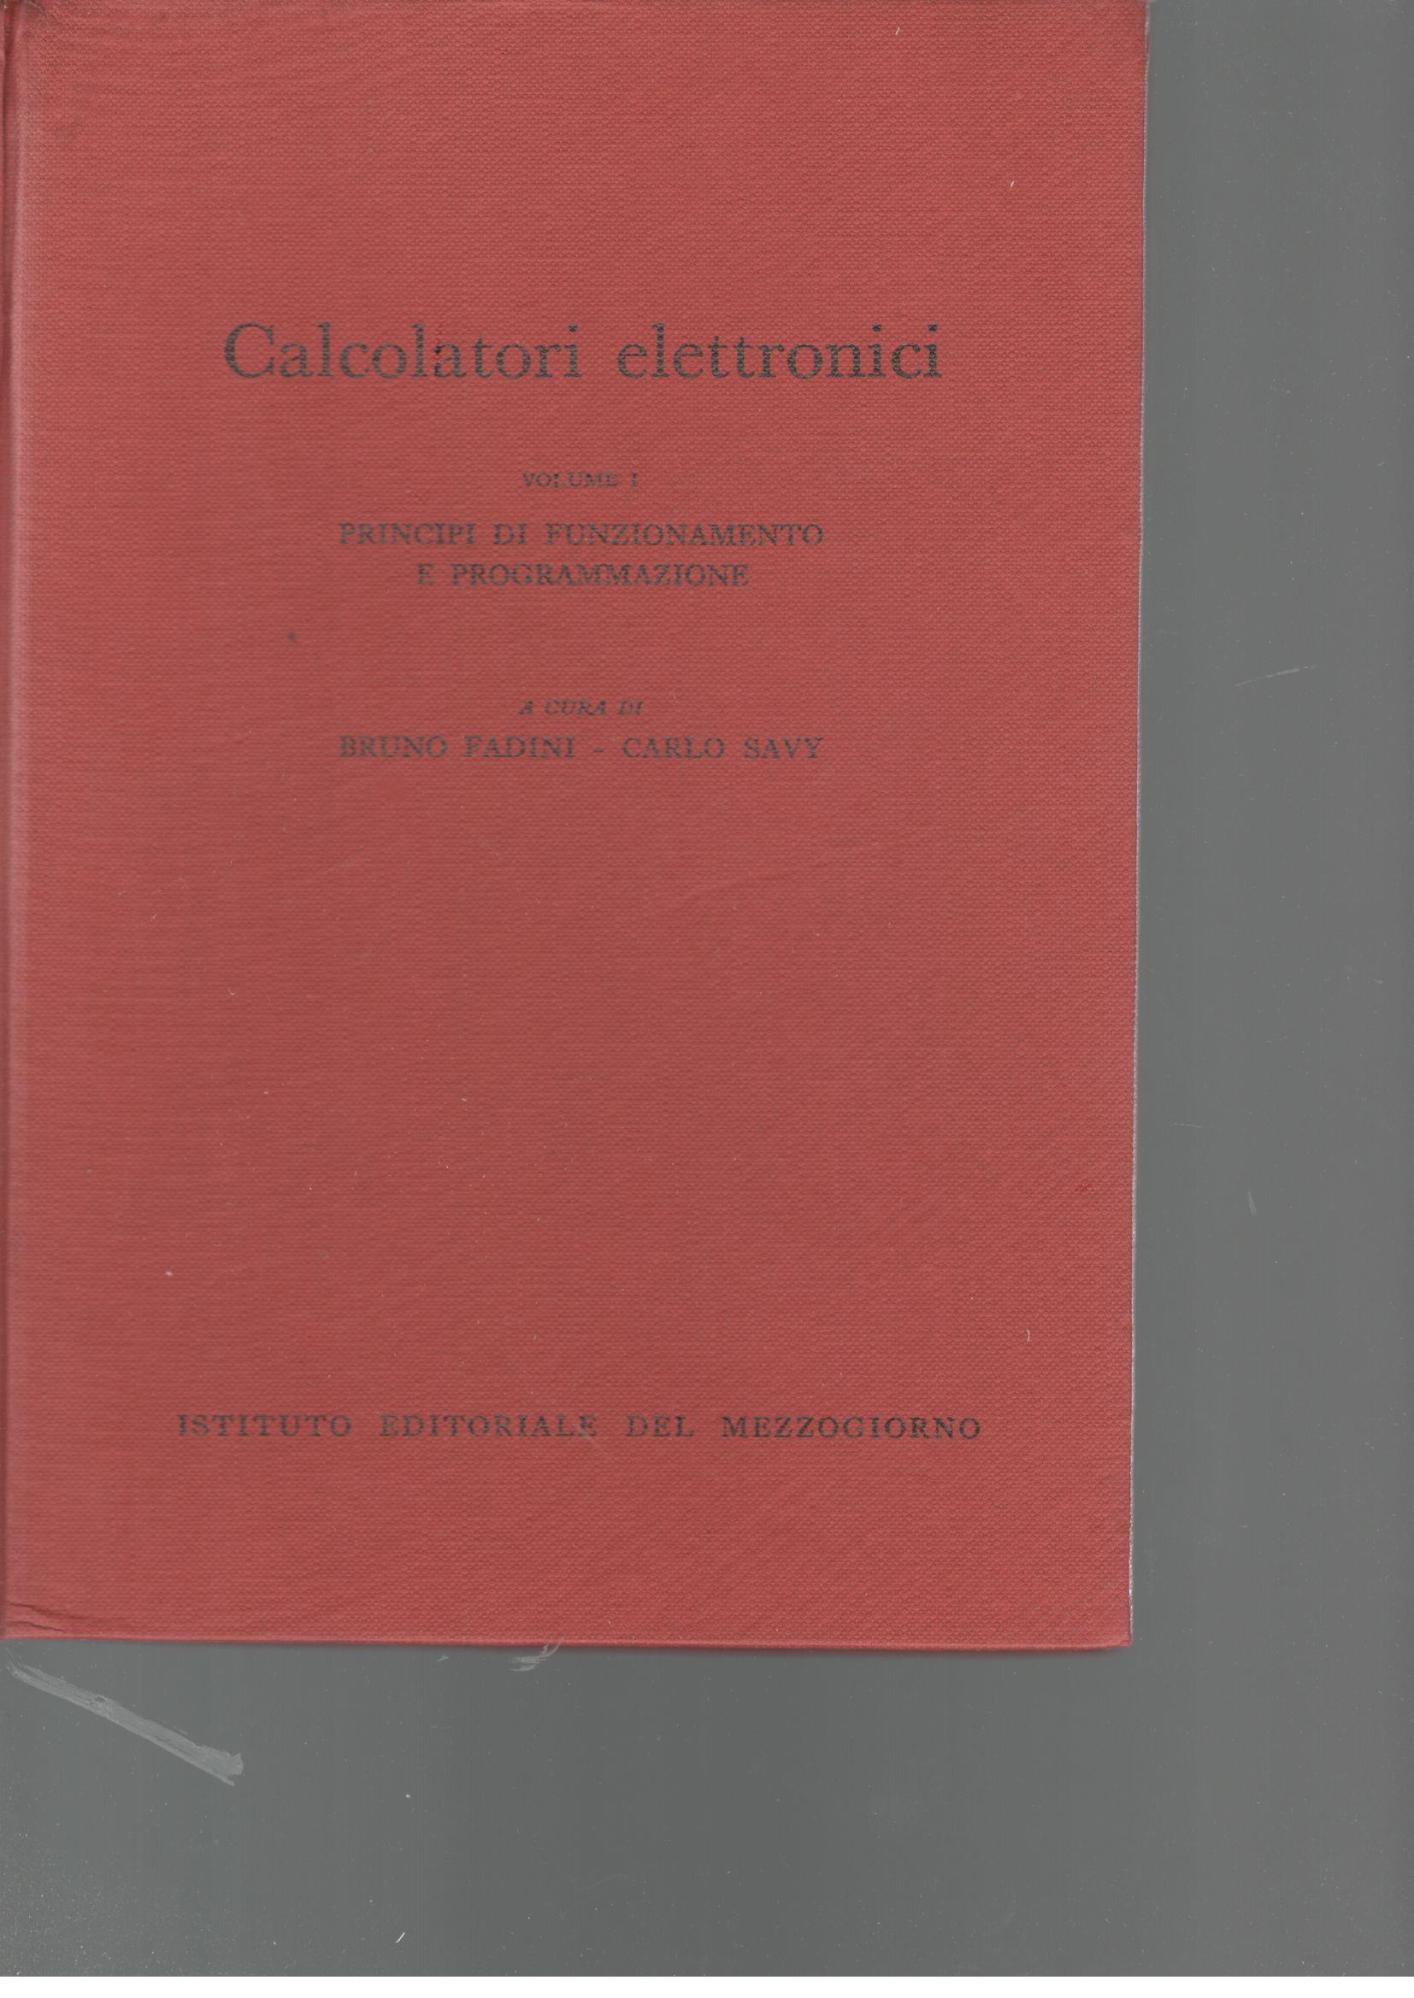 Calcolatori elettronici
VOLUME I
PRINCIPI DI FUNZIONAMENTO
E PROGRAMMAZIONE
A CURA DI
BRUNO FADINI - CARLO SAVY
ISTITUTO EDITORIALE DEL MEZZOGIORNO